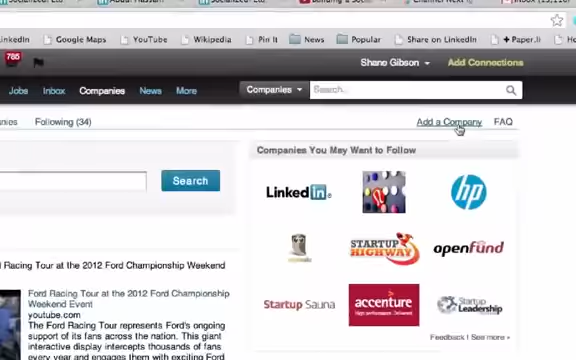 LinkedIn Google Maps YouTube Wikipedia Pin It News Popular Share on LinkedIn + Paper.li
785 Shane Gibson Add Connections
Jobs Inbox Companies News More Companies Search...
Following (34) Add a Company FAQ
Companies You May Want to Follow
Search
LinkedIn hp
STARTUP HIGHWAY openfund
Racing Tour at the 2012 Ford Championship Weekend
Ford Racing Tour at the 2012 Ford Championship
Weekend Event
youtube.com
The Ford Racing Tour represents Ford's ongoing
support of its fans across the nation. This giant
interactive display intercepts thousands of fans
every year and engages them with exciting Ford
Startup Sauna accenture Startup Leadership
High performance. Delivered.
Feedback | See more